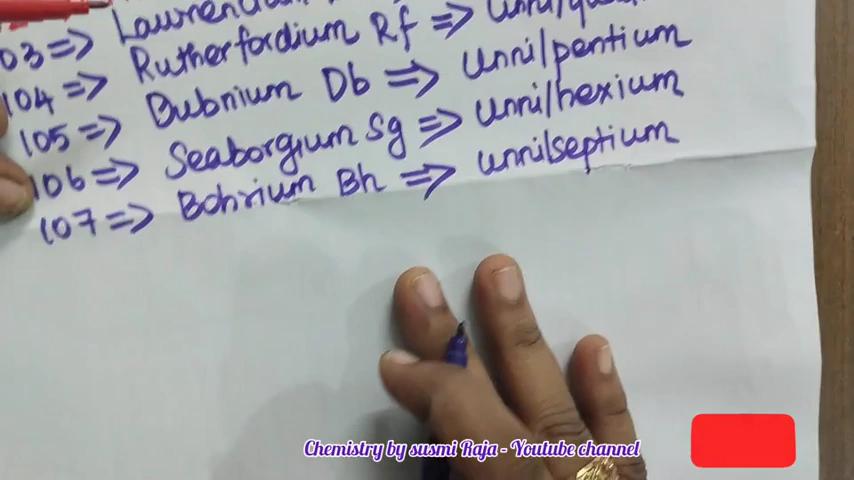 03 =>
104 => Rutherfordium Rf =>
105 => Dubnium Db => Unnilpentium
106 => Seaborgium Sg => Unnilhexium
107 => Bohrium Bh => Unnilseptium
Chemistry by susmi Raja - Youtube channel